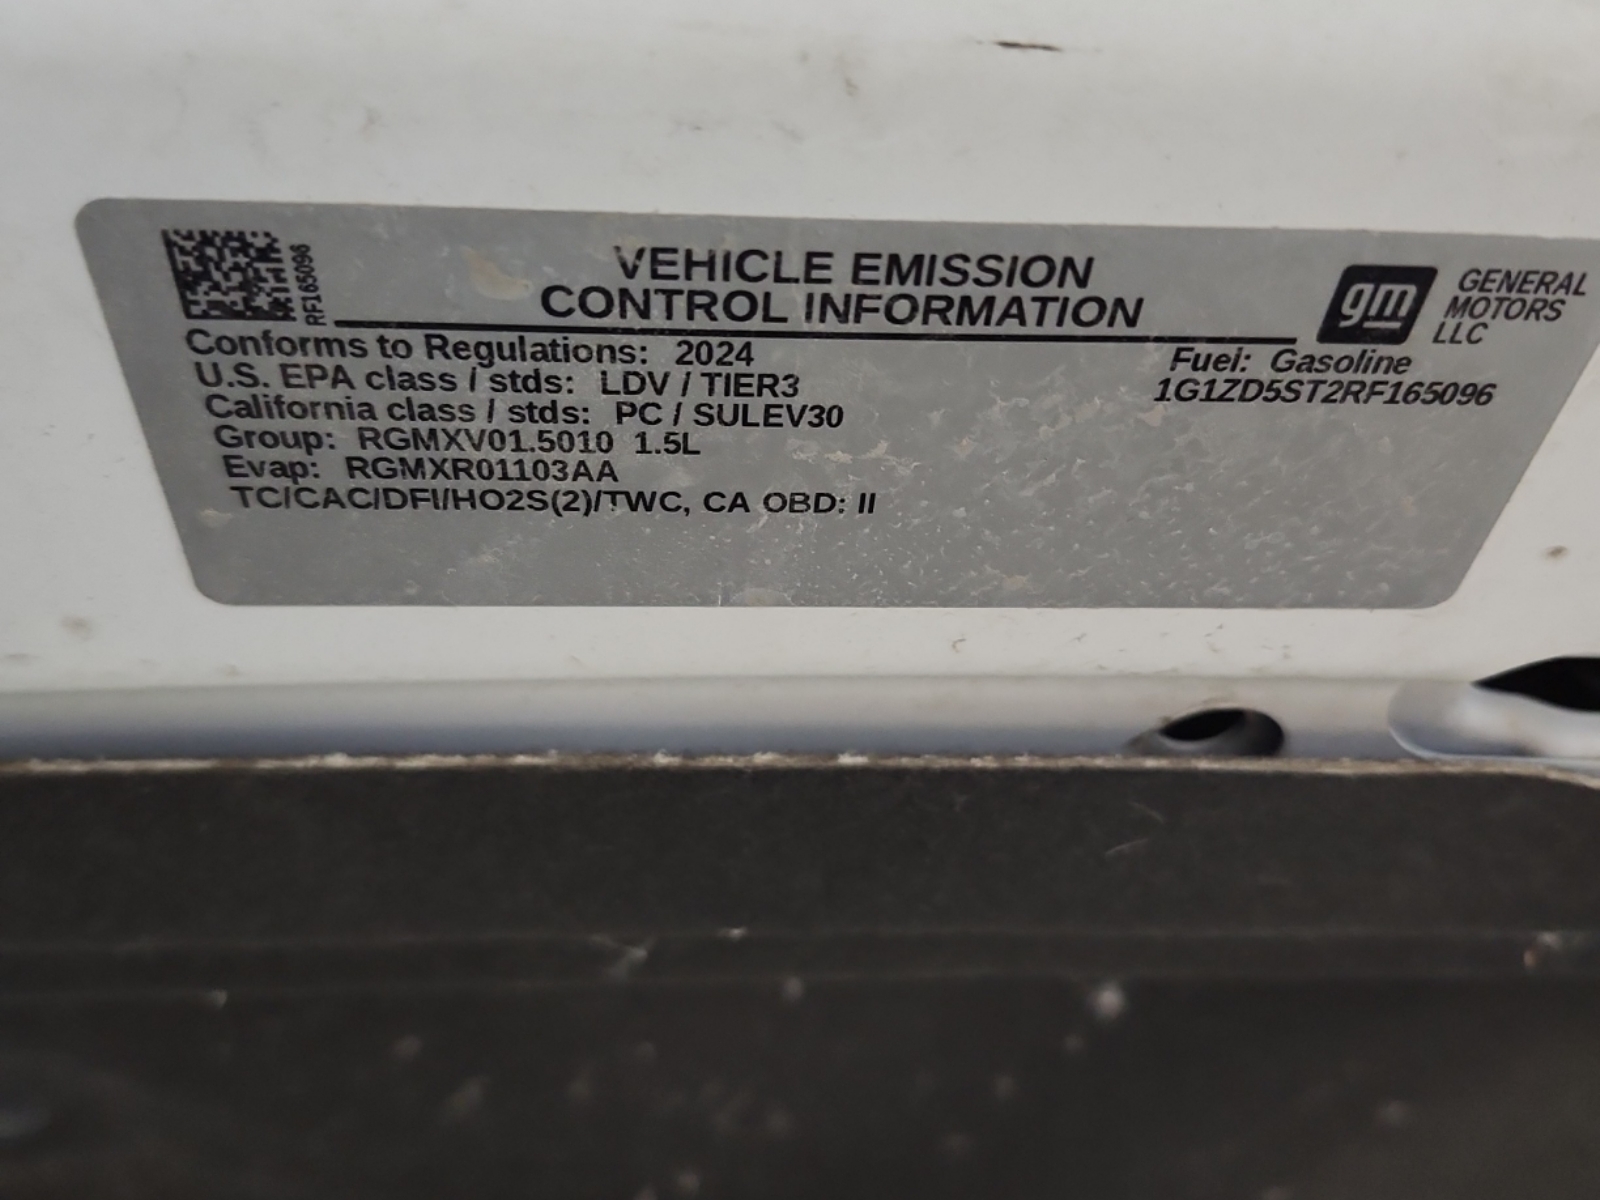 RF165096
VEHICLE EMISSION
CONTROL INFORMATION
gm
GENERAL
MOTORS
LLC
Conforms to Regulations: 2024
U.S. EPA class / stds: LDV / TIER3
California class / stds: PC / SULEV30
Group: RGMXV01.5010 1.5L
Evap: RGMXR01103AA
TC/CAC/DFI/HO2S(2)/TWC, CA OBD: II
Fuel: Gasoline
1G1ZD5ST2RF165096